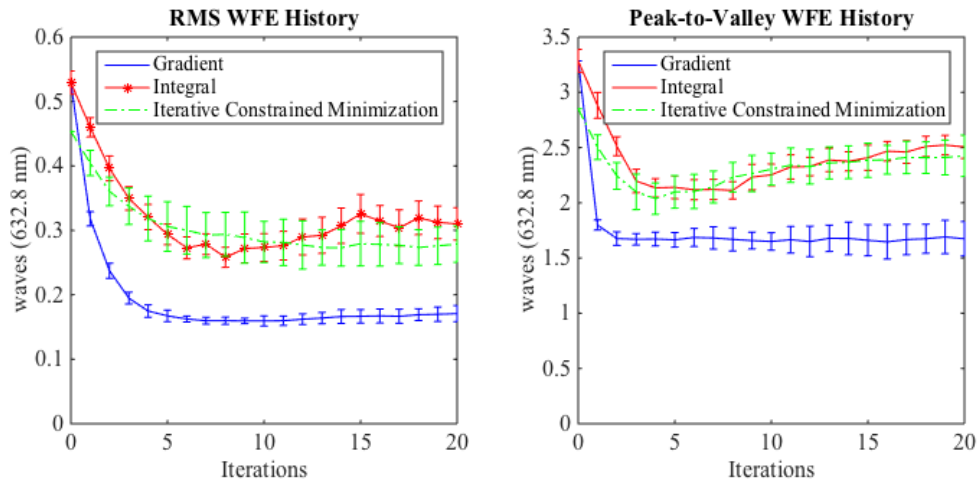 RMS WFE History
waves (632.8 nm)
0.6
0.5
0.4
0.3
0.2
0.1
0
Gradient
Integral
Iterative Constrained Minimization
0 5 10 15 20
Iterations
Peak-to-Valley WFE History
waves (632.8 nm)
3.5
3
2.5
2
1.5
1
0.5
0
Gradient
Integral
Iterative Constrained Minimization
0 5 10 15 20
Iterations